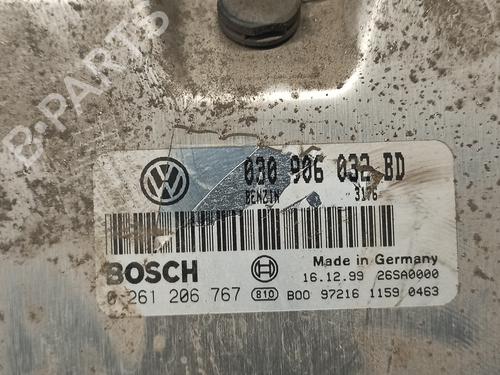 B-PARTS
030 906 032 BD
BENZIN 3176
BOSCH
Made in Germany
16.12.99 26SA0000
0 261 206 767 810 B00 97216 1159 0463